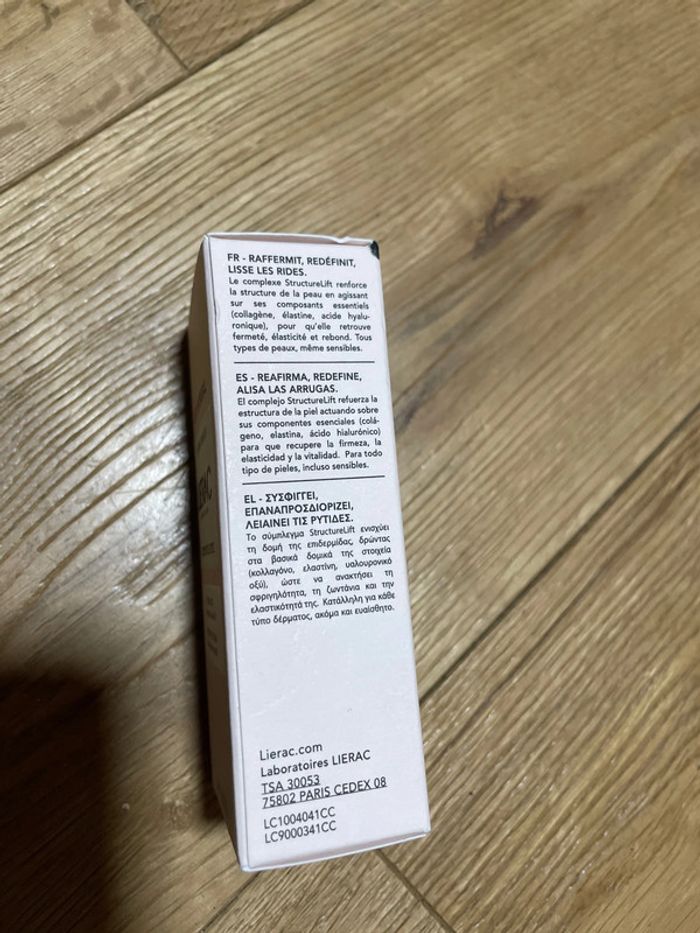 FR - RAFFERMIT, REDÉFINIT,
LISSE LES RIDES.
Le complexe StructureLift renforce
la structure de la peau en agissant
sur ses composants essentiels
(collagène, élastine, acide hyalu-
ronique), pour qu'elle retrouve
fermeté, élasticité et rebond. Tous
types de peaux, même sensibles.
ES - REAFIRMA, REDEFINE,
ALISA LAS ARRUGAS.
El complejo StructureLift refuerza la
estructura de la piel actuando sobre
sus componentes esenciales (colá-
geno, elastina, ácido hialurónico)
para que recupere la firmeza, la
elasticidad y la vitalidad. Para todo
tipo de pieles, incluso sensibles.
EL - ΣΥΣΦΙΓΓΕΙ,
ΕΠΑΝΑΠΡΟΣΔΙΟΡΙΖΕΙ,
ΛΕΙΑΙΝΕΙ ΤΙΣ ΡΥΤΙΔΕΣ.
Το σύμπλεγμα StructureLift ενισχύει
τη δομή της επιδερμίδας, δρώντας
στα βασικά δομικά της στοιχεία
(κολλαγόνο, ελαστίνη, υαλουρονικό
οξύ), ώστε να ανακτήσει τη
σφριγηλότητα, τη ζωντάνια και την
ελαστικότητά της. Κατάλληλη για κάθε
τύπο δέρματος, ακόμα και ευαίσθητο.
Lierac.com
Laboratoires LIERAC
TSA 30053
75802 PARIS CEDEX 08
LC1004041CC
LC9000341CC